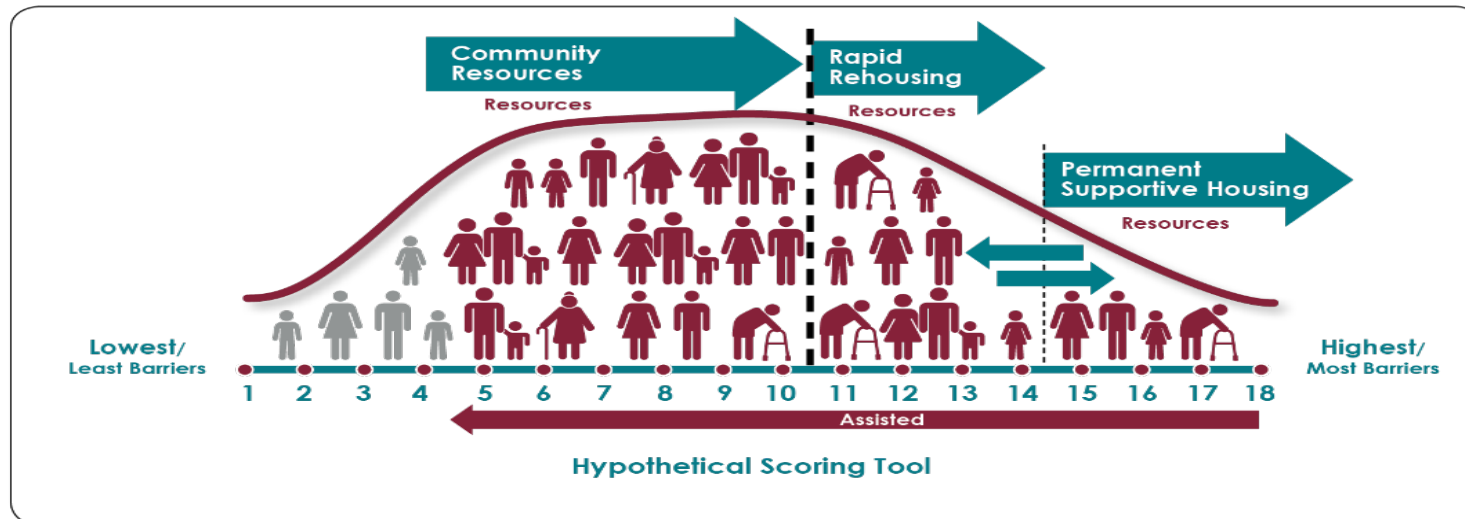 Community
Resources
Resources
Rapid
Rehousing
Resources
Permanent
Supportive Housing
Resources
Lowest/
Least Barriers
Highest/
Most Barriers
1 2 3 4 5 6 7 8 9 10 11 12 13 14 15 16 17 18
Assisted
Hypothetical Scoring Tool